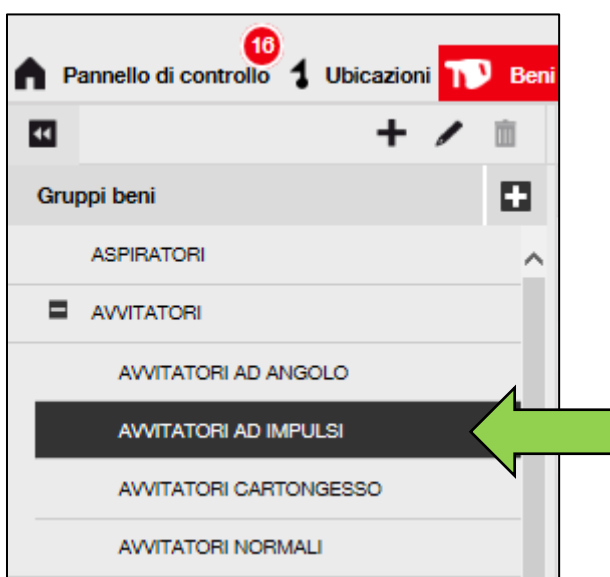 16
Pannello di controllo Ubicazioni Beni
Gruppi beni
ASPIRATORI
AVVITATORI
AVVITATORI AD ANGOLO
AVVITATORI AD IMPULSI
AVVITATORI CARTONGESSO
AVVITATORI NORMALI